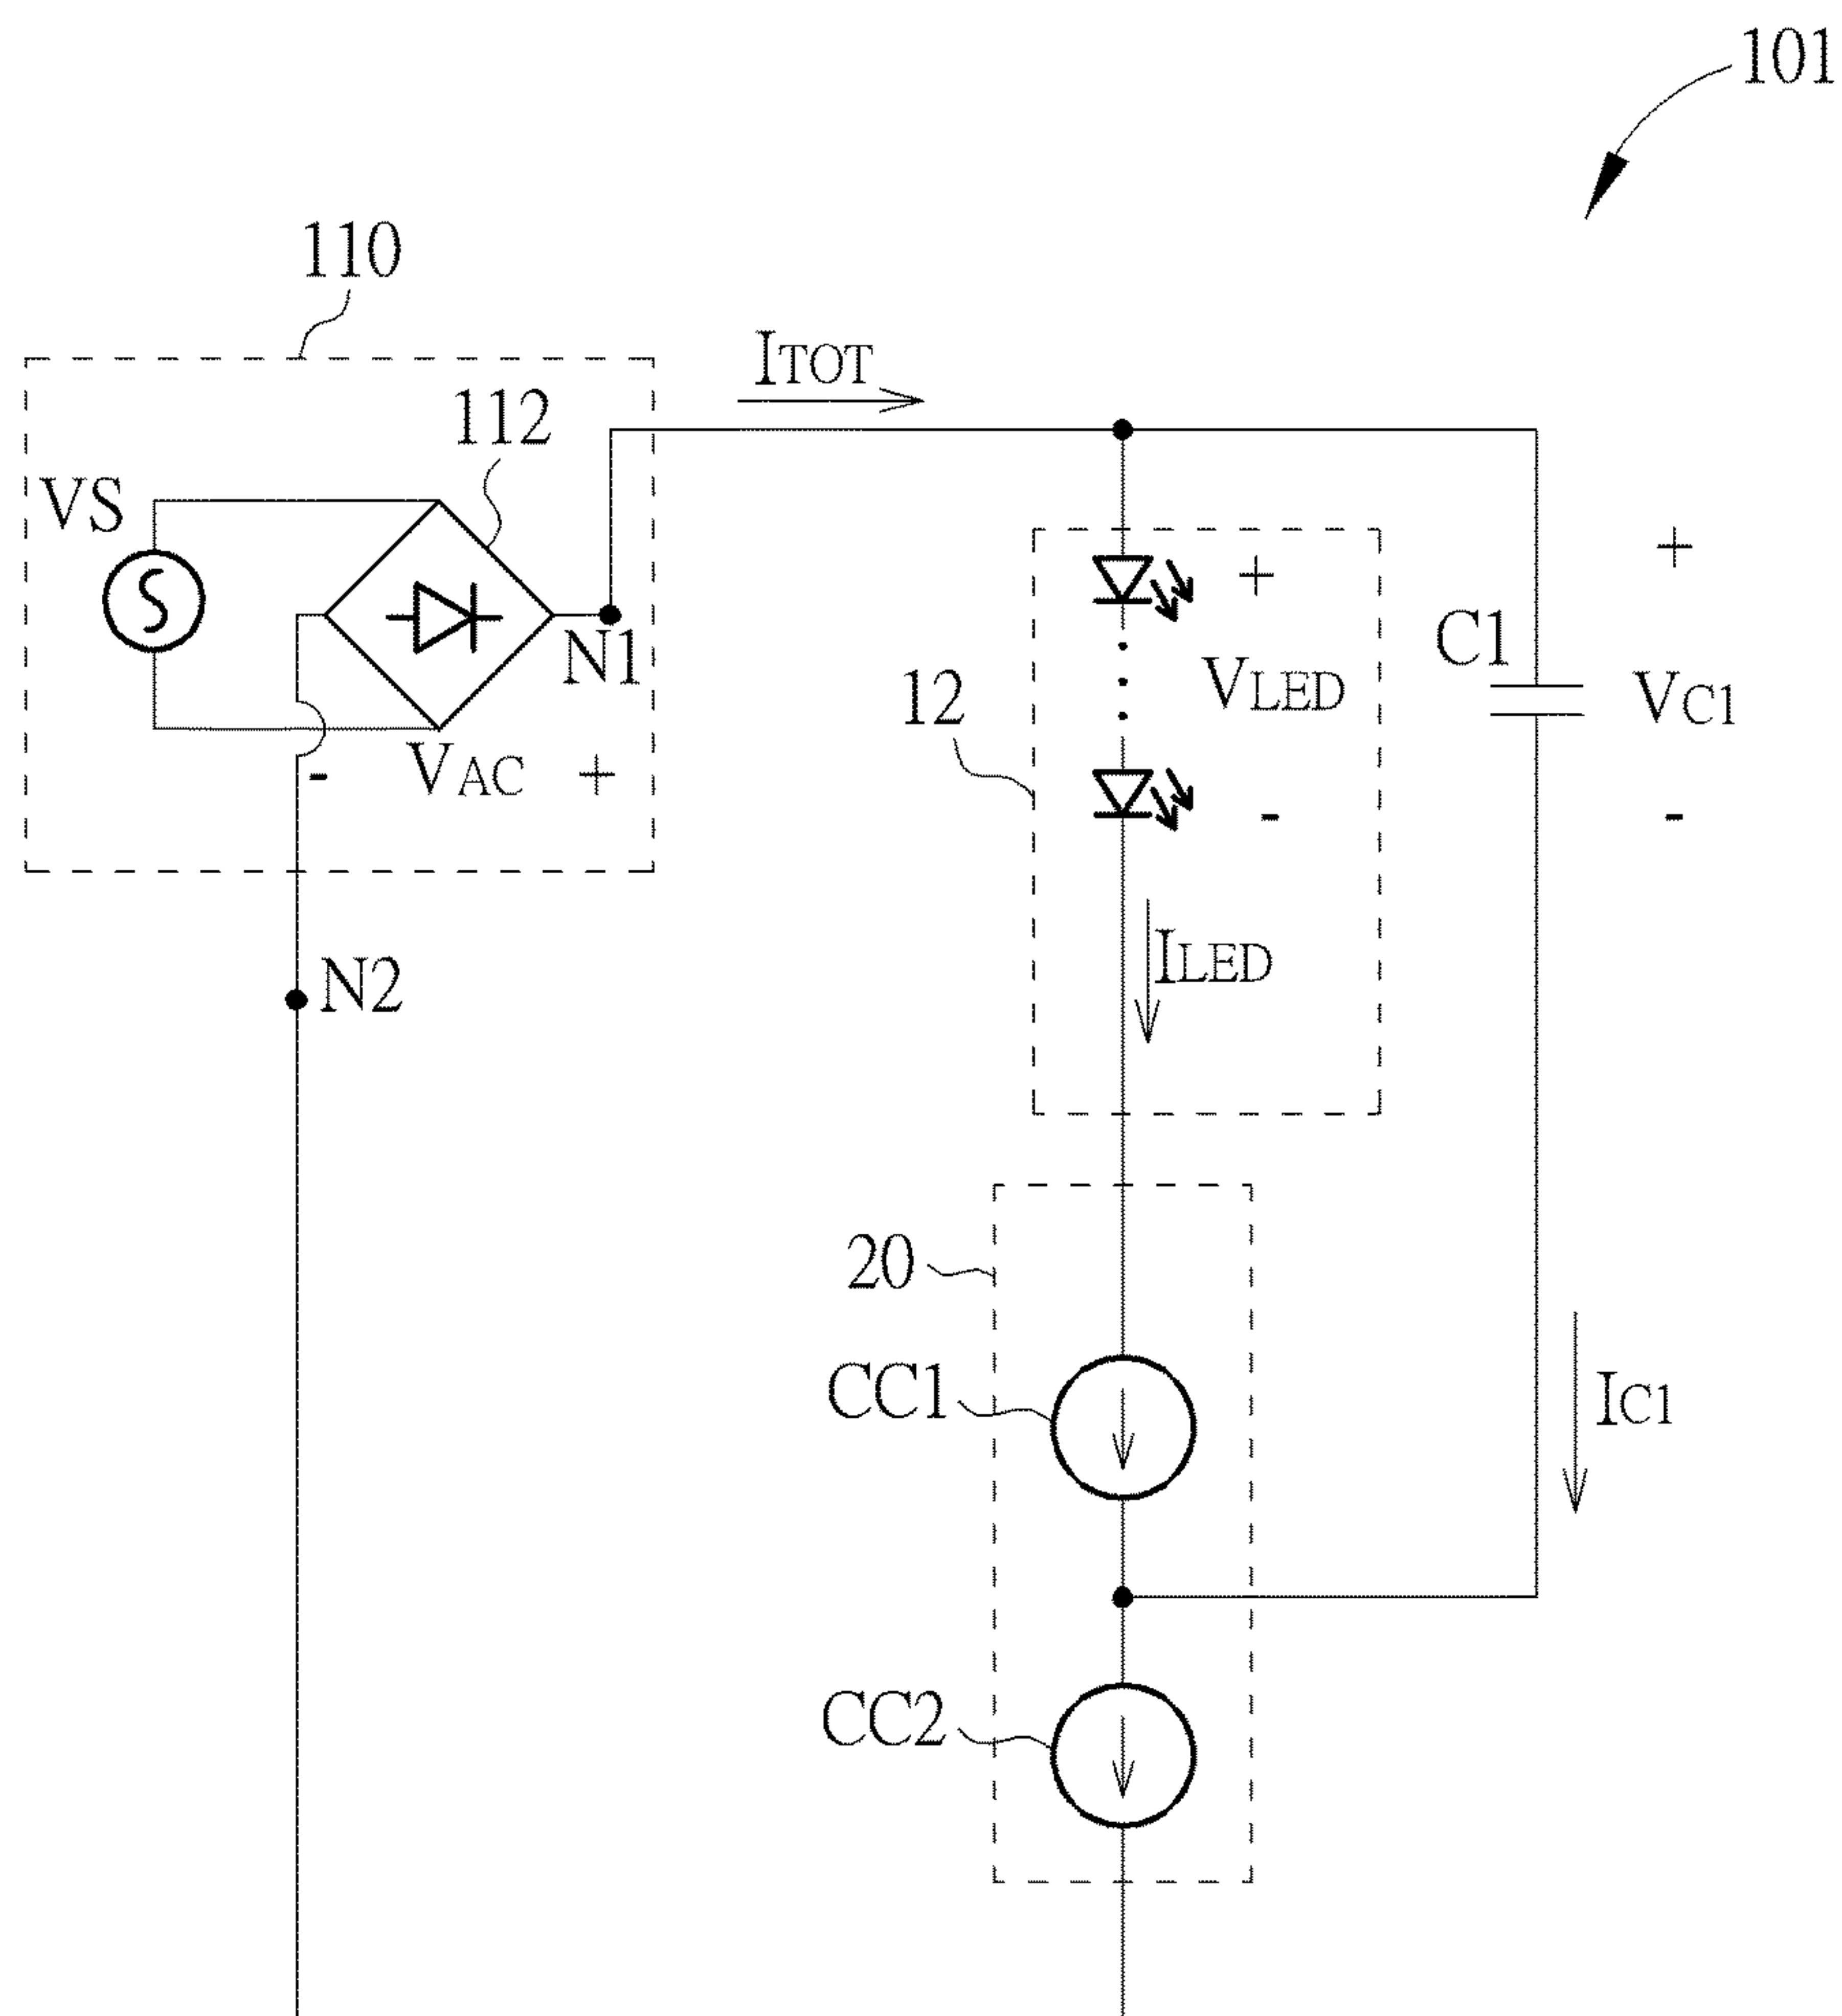 101
110
ITOT
112
VS
N1
+
+
C1
VLED
VC1
12
- VAC +
-
-
ILED
N2
20
CC1
IC1
CC2